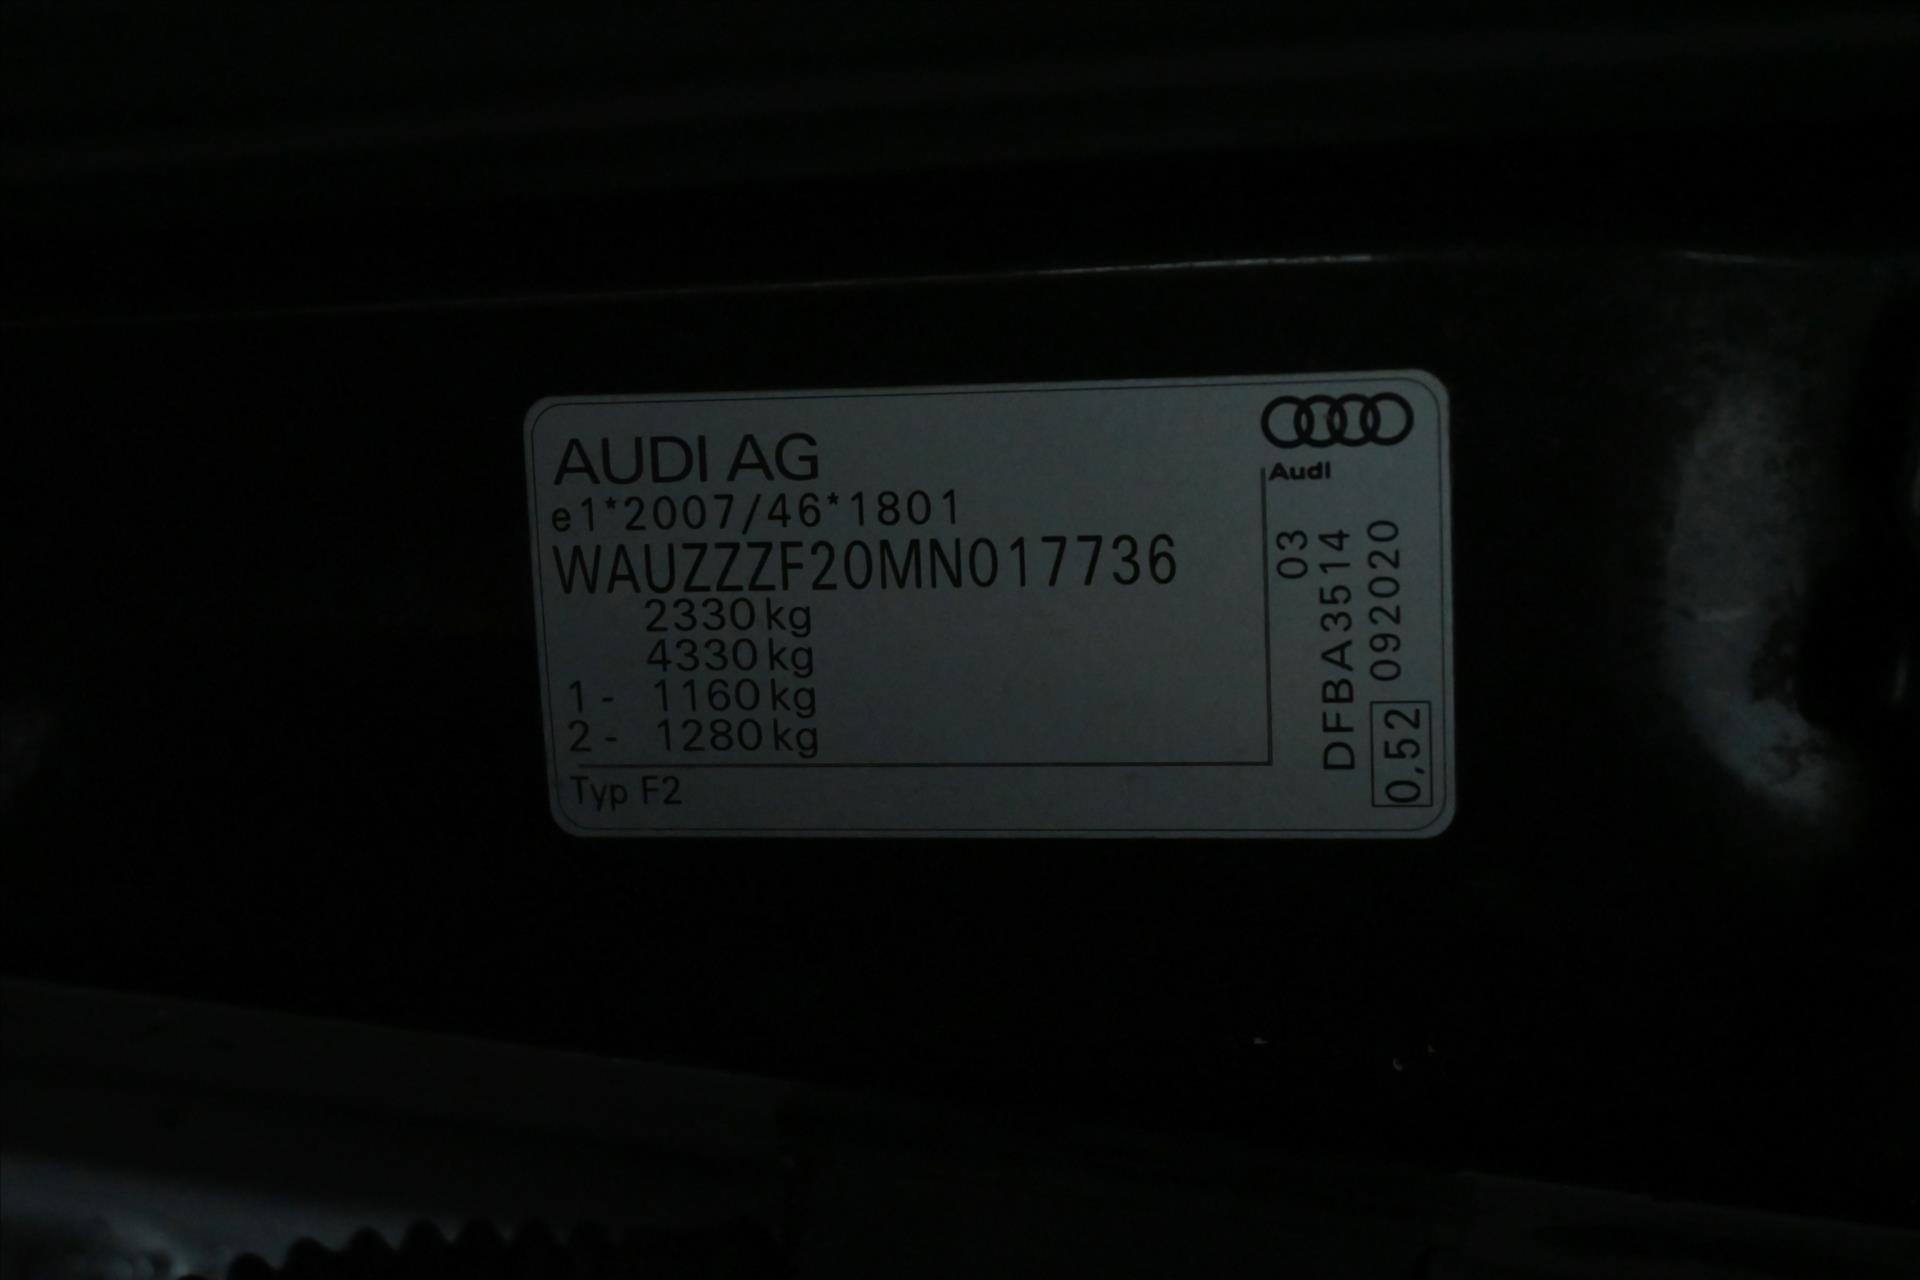 AUDI AG
e1*2007/46*1801
WAUZZZF20MN017736
2330 kg
4330 kg
1 - 1160 kg
2 - 1280 kg
Typ F2
Audi
03
DFBA3514
0,52 092020